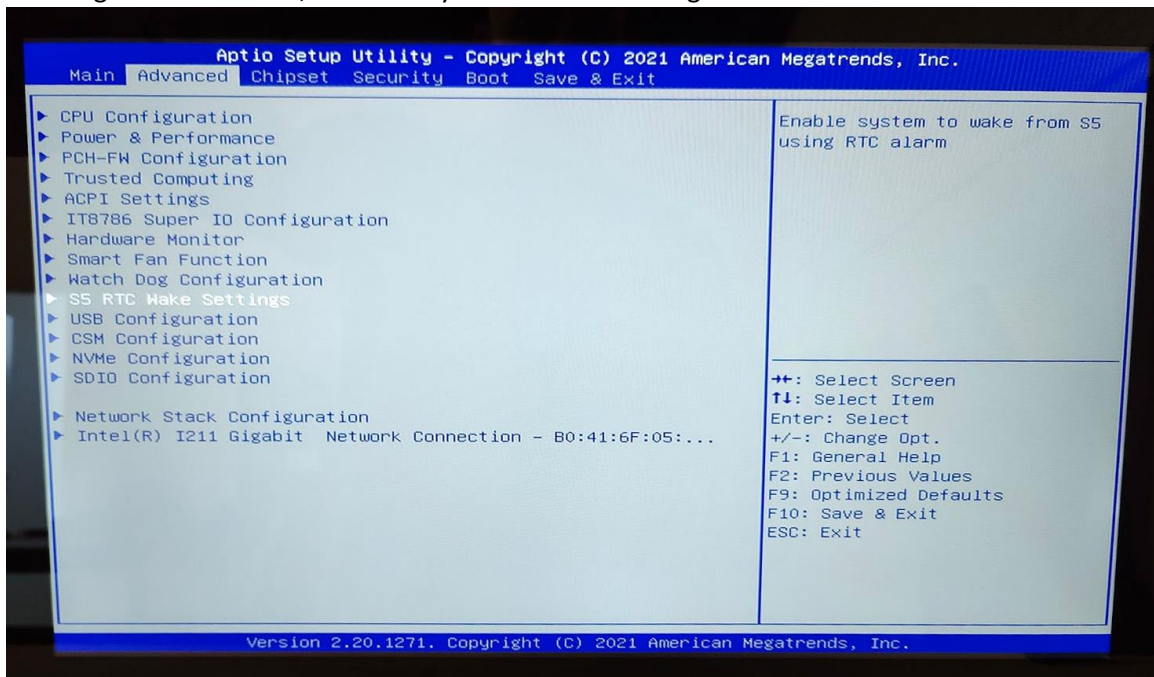 Aptio Setup Utility – Copyright (C) 2021 American Megatrends, Inc.
Main Advanced Chipset Security Boot Save & Exit
► CPU Configuration
► Power & Performance
► PCH-FW Configuration
► Trusted Computing
► ACPI Settings
► IT8786 Super IO Configuration
► Hardware Monitor
► Smart Fan Function
► Watch Dog Configuration
► S5 RTC Wake Settings
► USB Configuration
► CSM Configuration
► NVMe Configuration
► SDIO Configuration
► Network Stack Configuration
► Intel(R) I211 Gigabit  Network Connection – B0:41:6F:05:...
Enable system to wake from S5
using RTC alarm
→←: Select Screen
↑↓: Select Item
Enter: Select
+/-: Change Opt.
F1: General Help
F2: Previous Values
F9: Optimized Defaults
F10: Save & Exit
ESC: Exit
Version 2.20.1271. Copyright (C) 2021 American Megatrends, Inc.